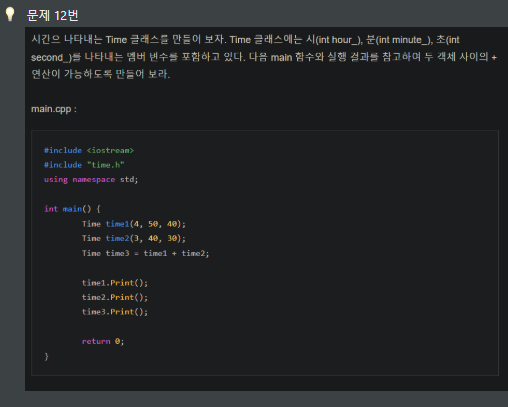 문제 12번
시간으 나타내는 Time 클래스를 만들어 보자. Time 클래스에는 시(int hour_), 분(int minute_), 초(int
second_)를 나타내는 멤버 변수를 포함하고 있다. 다음 main 함수와 실행 결과를 참고하여 두 객체 사이의 +
연산이 가능하도록 만들어 보라.
main.cpp :
#include <iostream>
#include "time.h"
using namespace std;
int main() {
Time time1(4, 50, 40);
Time time2(3, 40, 30);
Time time3 = time1 + time2;
time1.Print();
time2.Print();
time3.Print();
return 0;
}